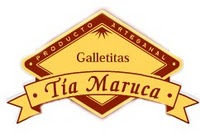 PRODUCTO ARTESANAL
Galletitas
Tía Maruca